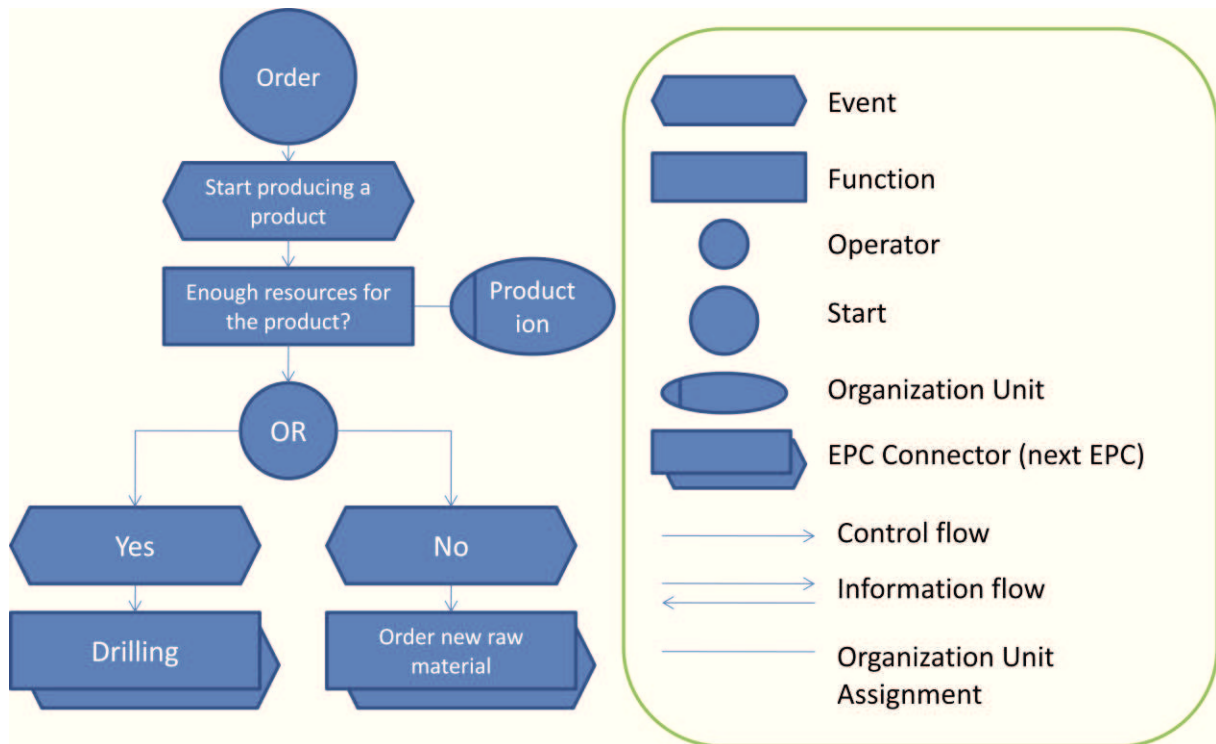 Order
Start producing a
product
Enough resources for
the product?
Product
ion
OR
Yes
No
Drilling
Order new raw
material
Event
Function
Operator
Start
Organization Unit
EPC Connector (next EPC)
Control flow
Information flow
Organization Unit
Assignment